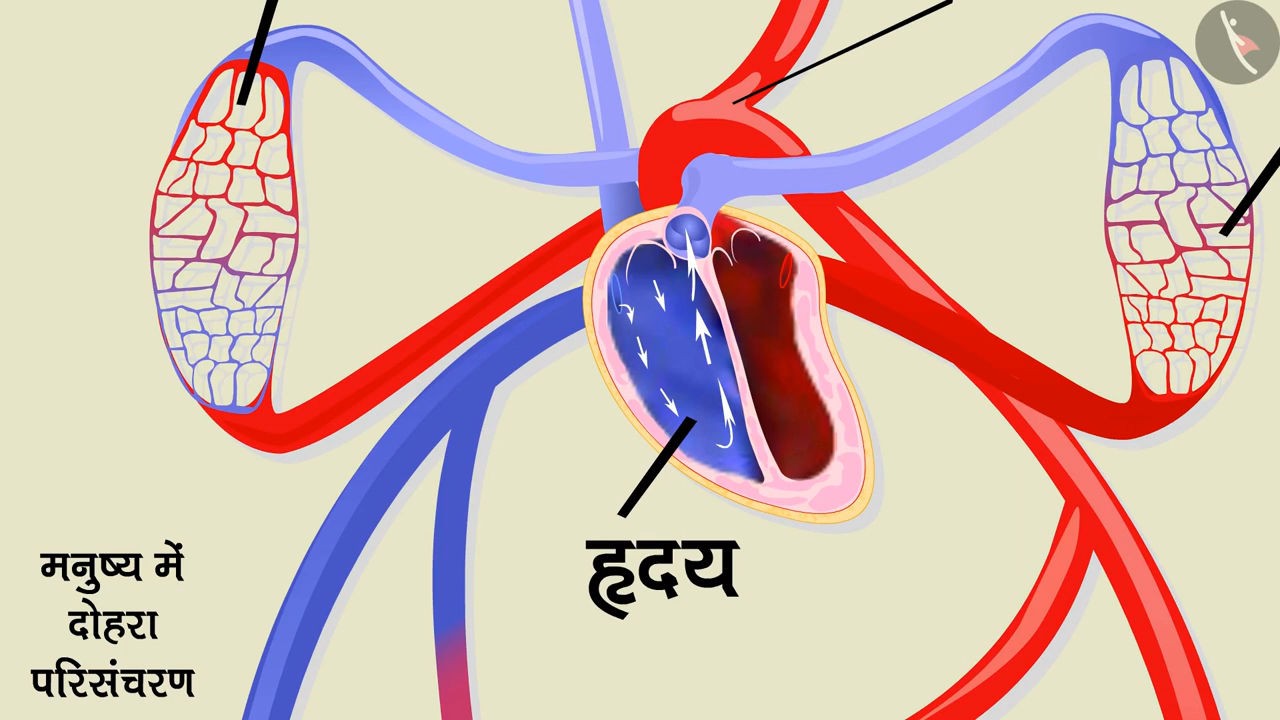 हृदय
मनुष्य में
दोहरा
परिसंचरण